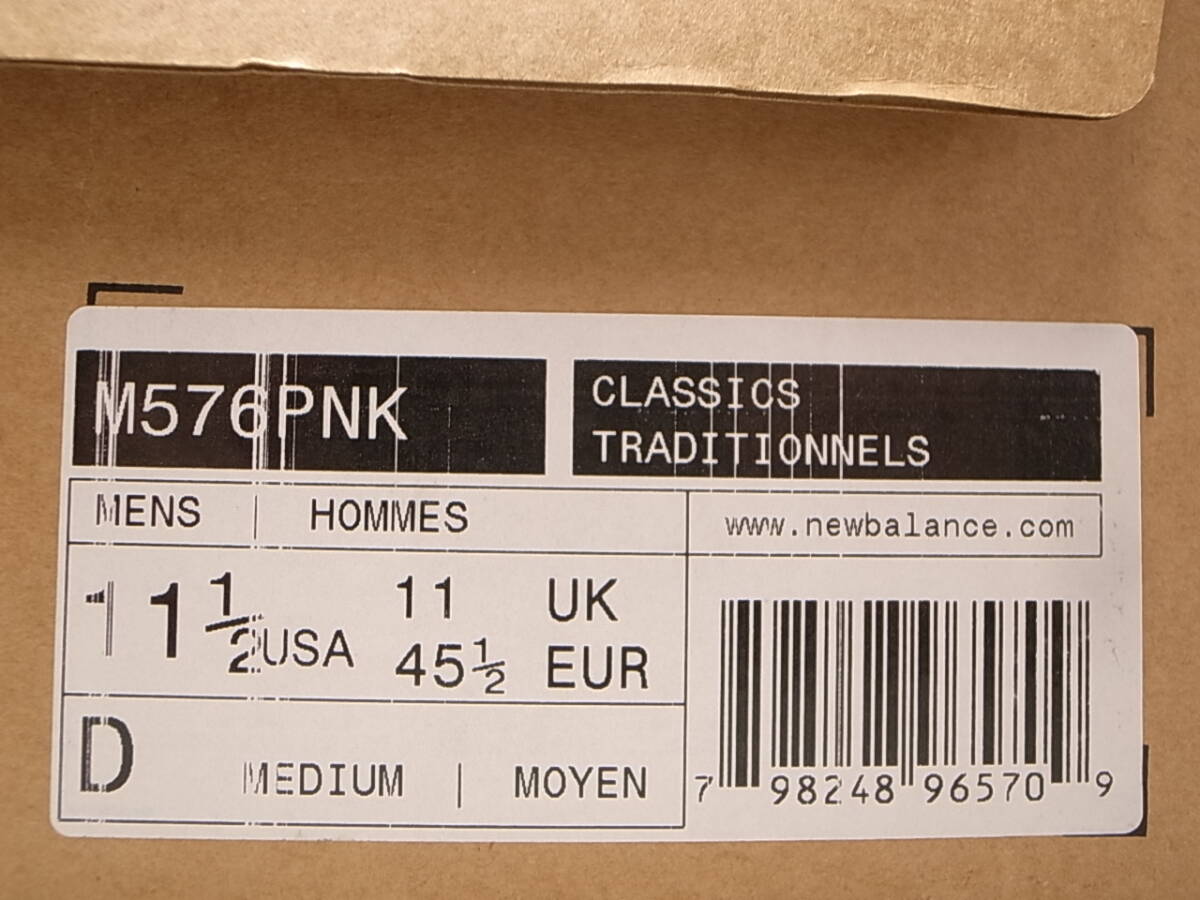 M576PNK
CLASSICS
TRADITIONNELS
MENS | HOMMES
www.newbalance.com
11 1/2 USA
11 UK
45 1/2 EUR
D
MEDIUM | MOYEN
7 98248 96570 9